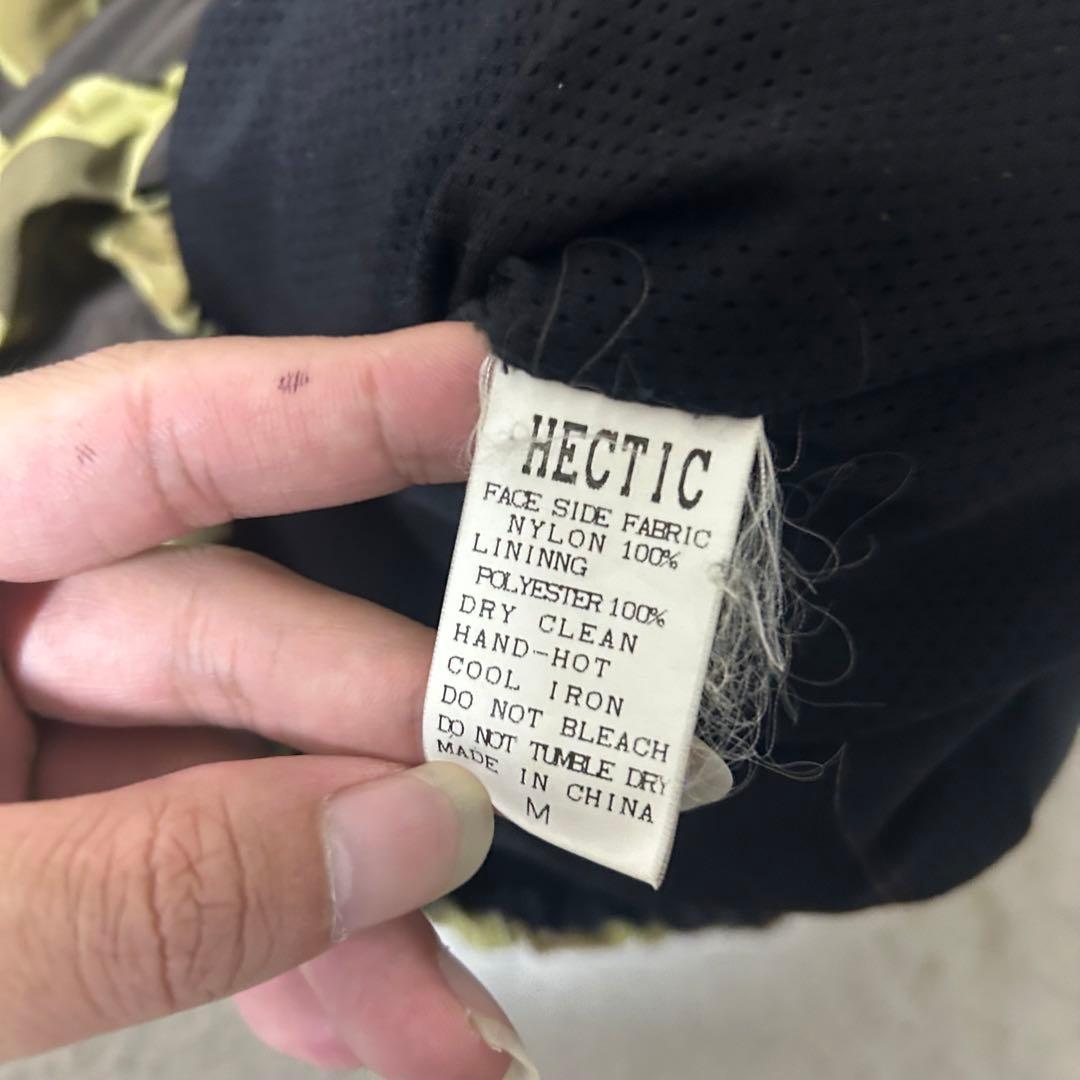 HECTIC
FACE SIDE FABRIC
NYLON 100%
LININNG
POLYESTER 100%
DRY CLEAN
HAND-HOT
COOL IRON
DO NOT BLEACH
DO NOT TUMBLE DRY
MADE IN CHINA
M